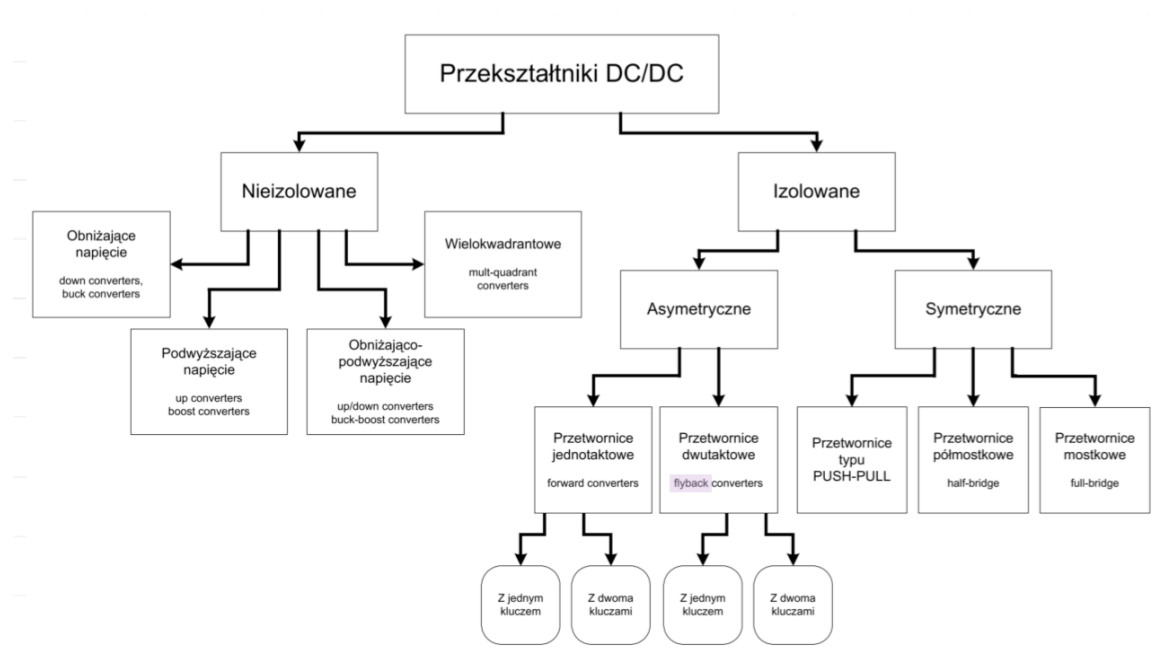 Przekształtniki DC/DC
Nieizolowane
Izolowane
Obniżające
napięcie
down converters,
buck converters
Wielokwadrantowe
mult-quadrant
converters
Podwyższające
napięcie
up converters
boost converters
Obniżająco-
podwyższające
napięcie
up/down converters
buck-boost converters
Asymetryczne
Symetryczne
Przetwornice
jednotaktowe
forward converters
Przetwornice
dwutaktowe
flyback converters
Przetwornice
typu
PUSH-PULL
Przetwornice
półmostkowe
half-bridge
Przetwornice
mostkowe
full-bridge
Z jednym
kluczem
Z dwoma
kluczami
Z jednym
kluczem
Z dwoma
kluczami